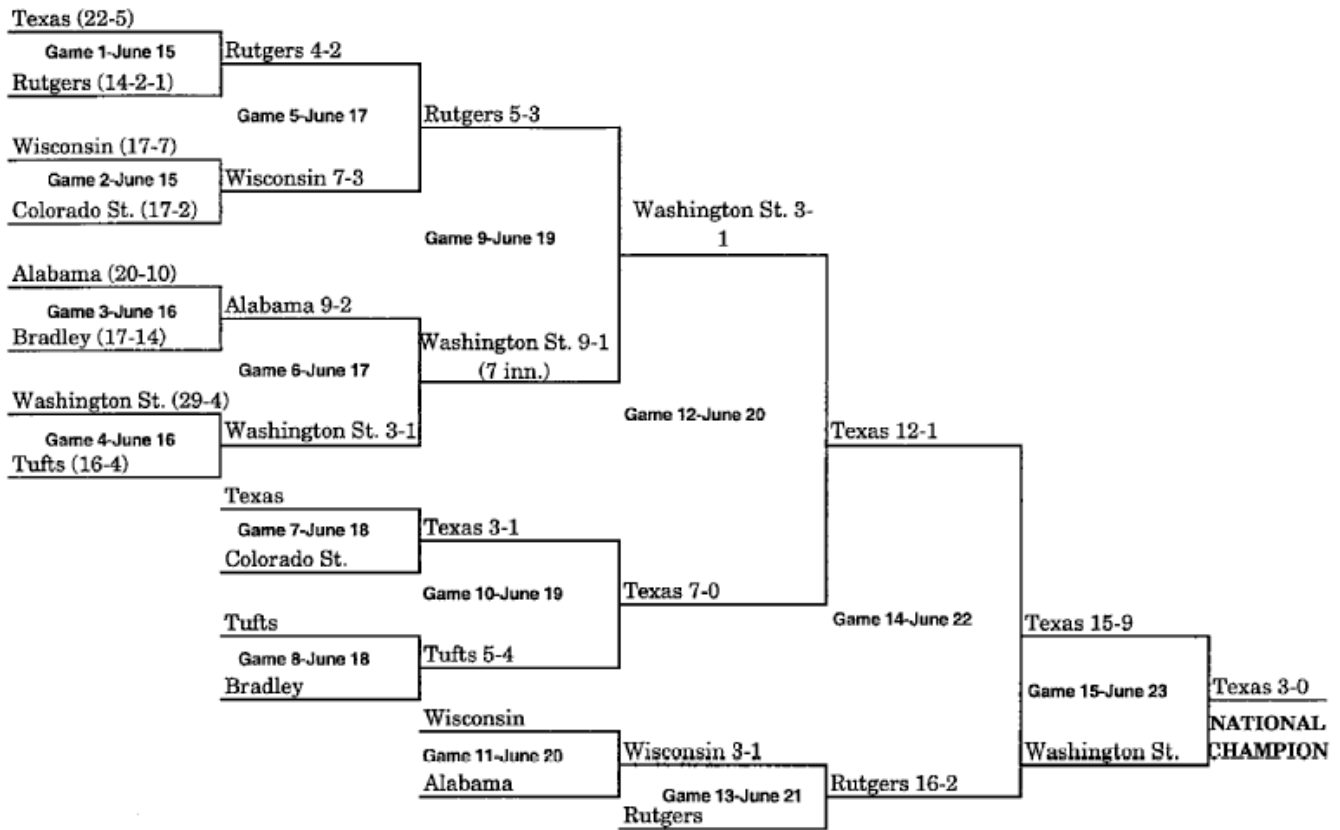 Texas (22-5)
Game 1-June 15
Rutgers (14-2-1)
Rutgers 4-2
Game 5-June 17
Wisconsin (17-7)
Game 2-June 15
Colorado St. (17-2)
Wisconsin 7-3
Rutgers 5-3
Game 9-June 19
Alabama (20-10)
Game 3-June 16
Bradley (17-14)
Alabama 9-2
Game 6-June 17
Washington St. (29-4)
Game 4-June 16
Tufts (16-4)
Washington St. 3-1
Washington St. 9-1
(7 inn.)
Washington St. 3-
1
Game 12-June 20
Texas
Game 7-June 18
Colorado St.
Texas 3-1
Game 10-June 19
Tufts
Game 8-June 18
Bradley
Tufts 5-4
Texas 7-0
Texas 12-1
Game 14-June 22
Wisconsin
Game 11-June 20
Alabama
Wisconsin 3-1
Game 13-June 21
Rutgers
Rutgers 16-2
Texas 15-9
Game 15-June 23
Washington St.
Texas 3-0
NATIONAL
CHAMPION